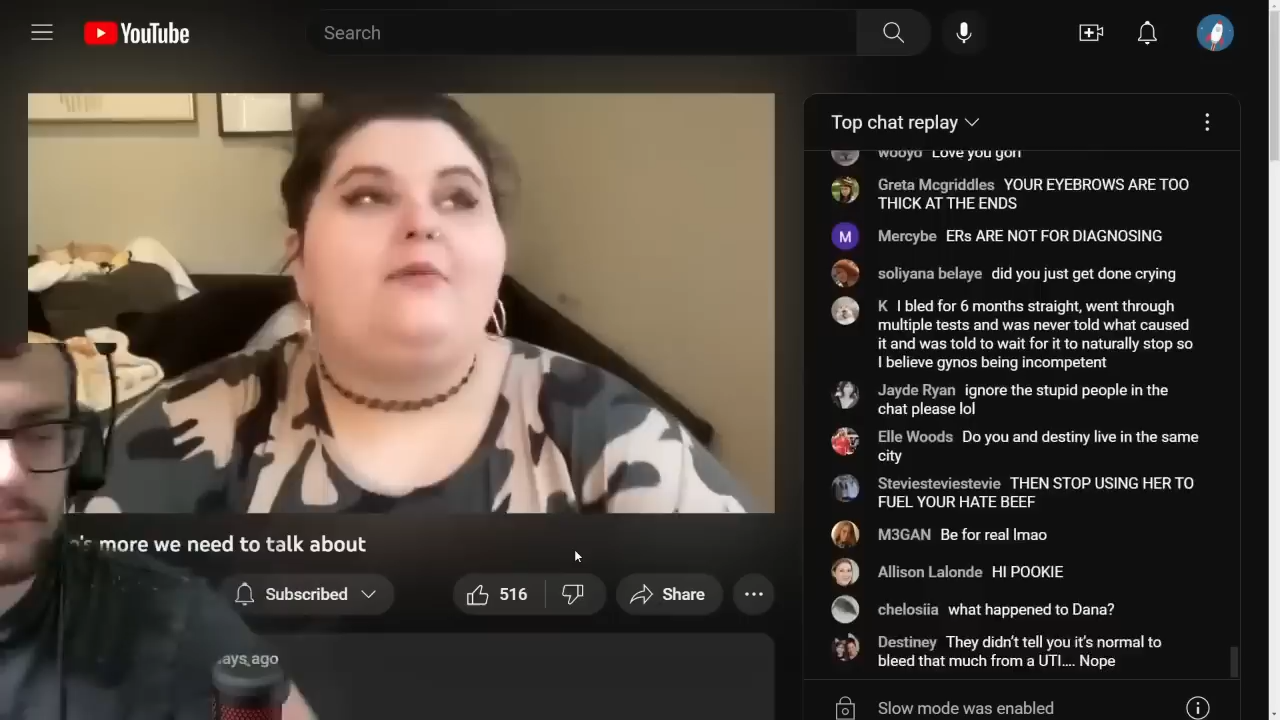 YouTube
Search
Top chat replay
wooyo Love you gorl
Greta Mcgriddles YOUR EYEBROWS ARE TOO
THICK AT THE ENDS
M
Mercybe ERs ARE NOT FOR DIAGNOSING
soliyana belaye did you just get done crying
K I bled for 6 months straight, went through
multiple tests and was never told what caused
it and was told to wait for it to naturally stop so
I believe gynos being incompetent
Jayde Ryan ignore the stupid people in the
chat please lol
Elle Woods Do you and destiny live in the same
city
Steviesteviestevie THEN STOP USING HER TO
FUEL YOUR HATE BEEF
M3GAN Be for real lmao
Allison Lalonde HI POOKIE
chelosiia what happened to Dana?
Destiney They didn't tell you it's normal to
bleed that much from a UTI.... Nope
Slow mode was enabled
's more we need to talk about
Subscribed
516
Share
ays ago